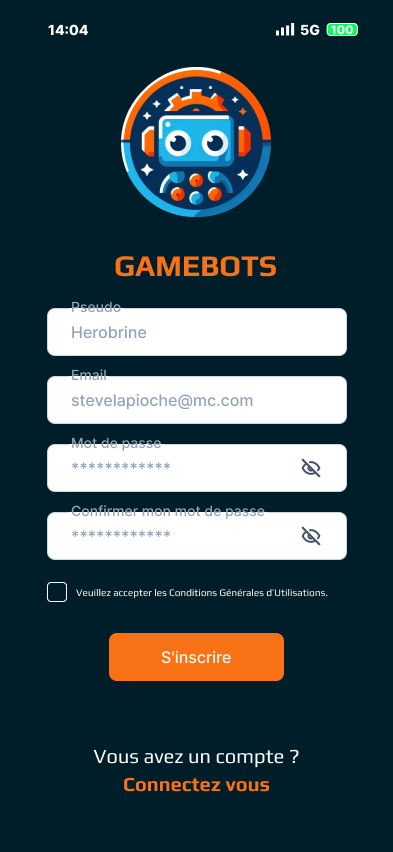 14:04 5G 100
GAMEBOTS
Pseudo
Herobrine
Email
stevelapioche@mc.com
Mot de passe
************
Confirmer mon mot de passe
************
Veuillez accepter les Conditions Générales d'Utilisations.
S'inscrire
Vous avez un compte ?
Connectez vous